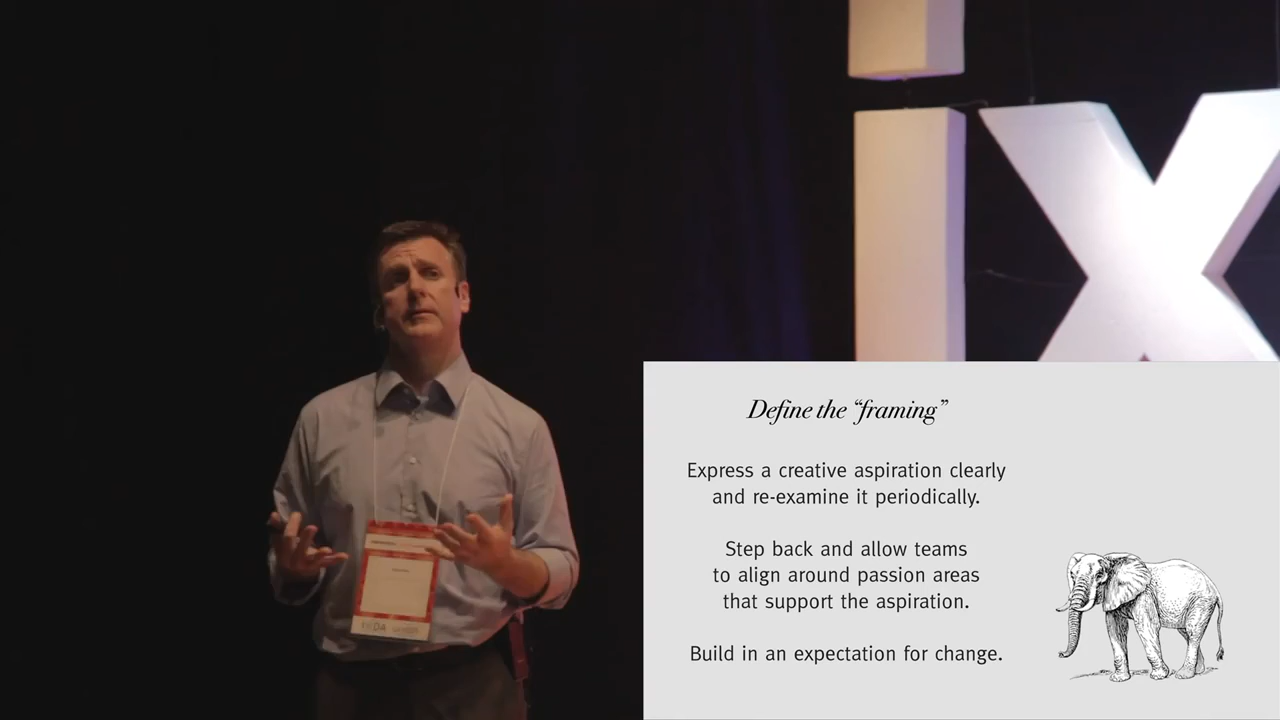 ix
Define the “framing”
Express a creative aspiration clearly
and re-examine it periodically.
Step back and allow teams
to align around passion areas
that support the aspiration.
Build in an expectation for change.